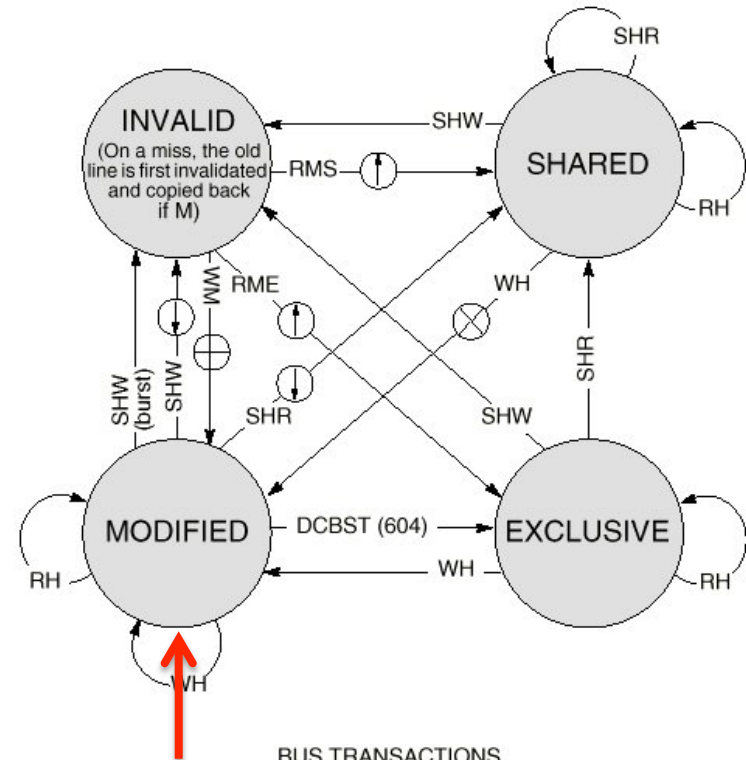 SHR
INVALID
(On a miss, the old
line is first invalidated
and copied back
if M)
SHW
RMS
SHARED
RH
WM
RME
WH
SHW
(burst)
SHW
SHR
SHW
SHR
MODIFIED
DCBST (604)
EXCLUSIVE
WH
RH
RH
WH
BUS TRANSACTIONS